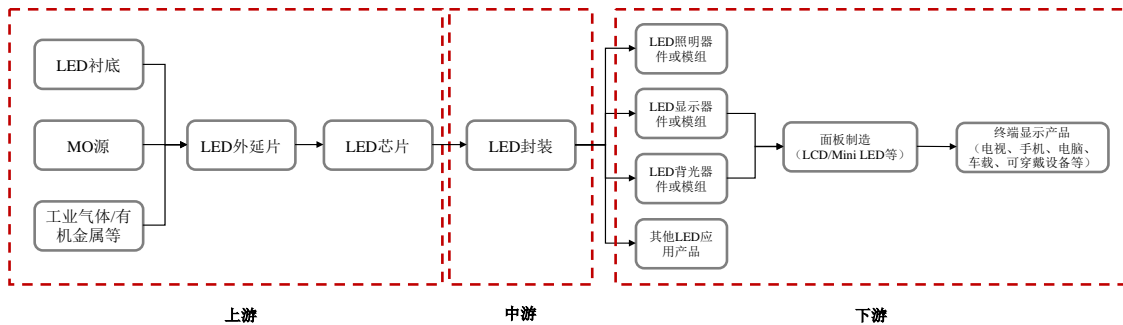 LED衬底
MO源
工业气体/有
机金属等
LED外延片
LED芯片
LED封装
LED照明器
件或模组
LED显示器
件或模组
LED背光器
件或模组
其他LED应
用产品
面板制造
（LCD/Mini LED等）
终端显示产品
（电视、手机、电脑、
车载、可穿戴设备等）
上游
中游
下游